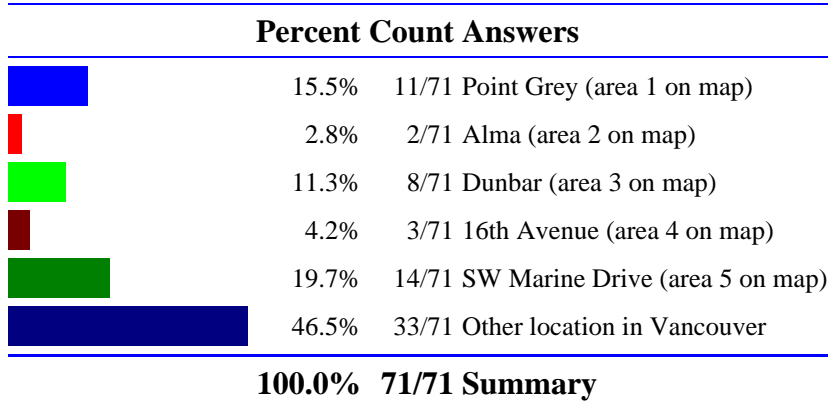 Percent Count Answers
15.5% 11/71 Point Grey (area 1 on map)
2.8% 2/71 Alma (area 2 on map)
11.3% 8/71 Dunbar (area 3 on map)
4.2% 3/71 16th Avenue (area 4 on map)
19.7% 14/71 SW Marine Drive (area 5 on map)
46.5% 33/71 Other location in Vancouver
100.0% 71/71 Summary